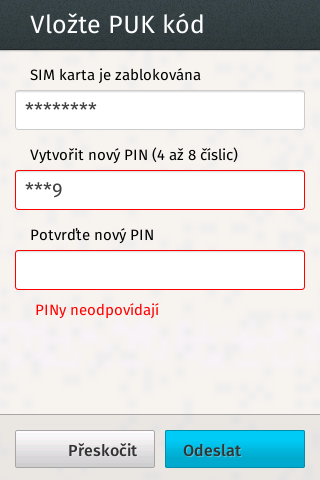 Vložte PUK kód
SIM karta je zablokována
********
Vytvořit nový PIN (4 až 8 číslic)
***9
Potvrďte nový PIN
PINy neodpovídají
Přeskočit
Odeslat